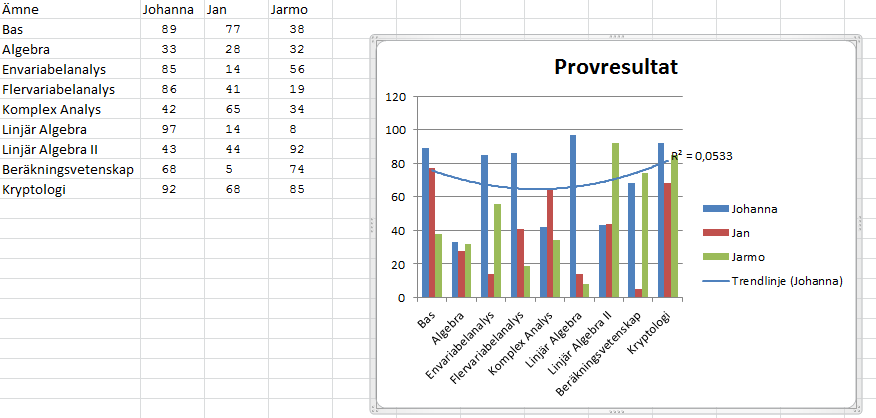 Ämne Johanna Jan Jarmo
Bas 89 77 38
Algebra 33 28 32
Envariabelanalys 85 14 56
Flervariabelanalys 86 41 19
Komplex Analys 42 65 34
Linjär Algebra 97 14 8
Linjär Algebra II 43 44 92
Beräkningsvetenskap 68 5 74
Kryptologi 92 68 85
Provresultat
120
100
80
60
40
20
0
R² = 0,0533
Bas
Algebra
Envariabelanalys
Flervariabelanalys
Komplex Analys
Linjär Algebra
Linjär Algebra II
Beräkningsvetenskap
Kryptologi
Johanna
Jan
Jarmo
Trendlinje (Johanna)